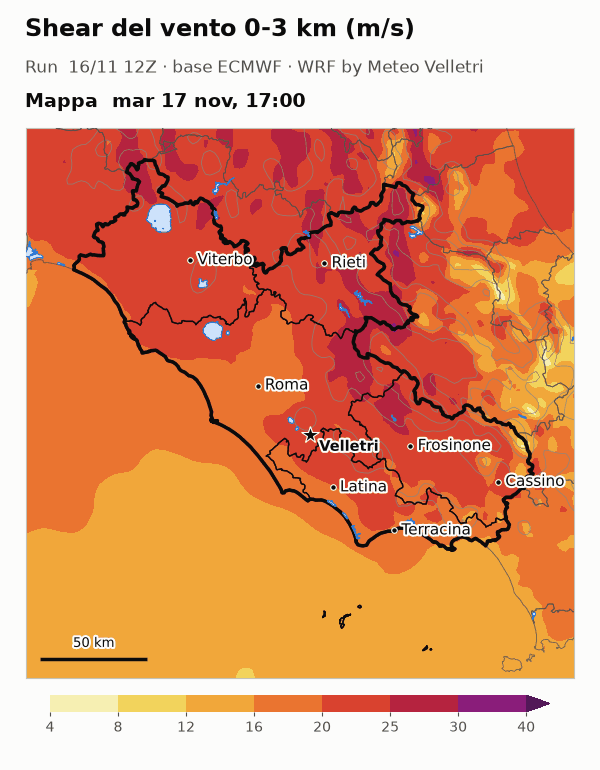 Shear del vento 0-3 km (m/s)
Run  16/11 12Z · base ECMWF · WRF by Meteo Velletri
Mappa  mar 17 nov, 17:00
Viterbo
Rieti
Roma
Velletri
Frosinone
Cassino
Latina
Terracina
50 km
4 8 12 16 20 25 30 40